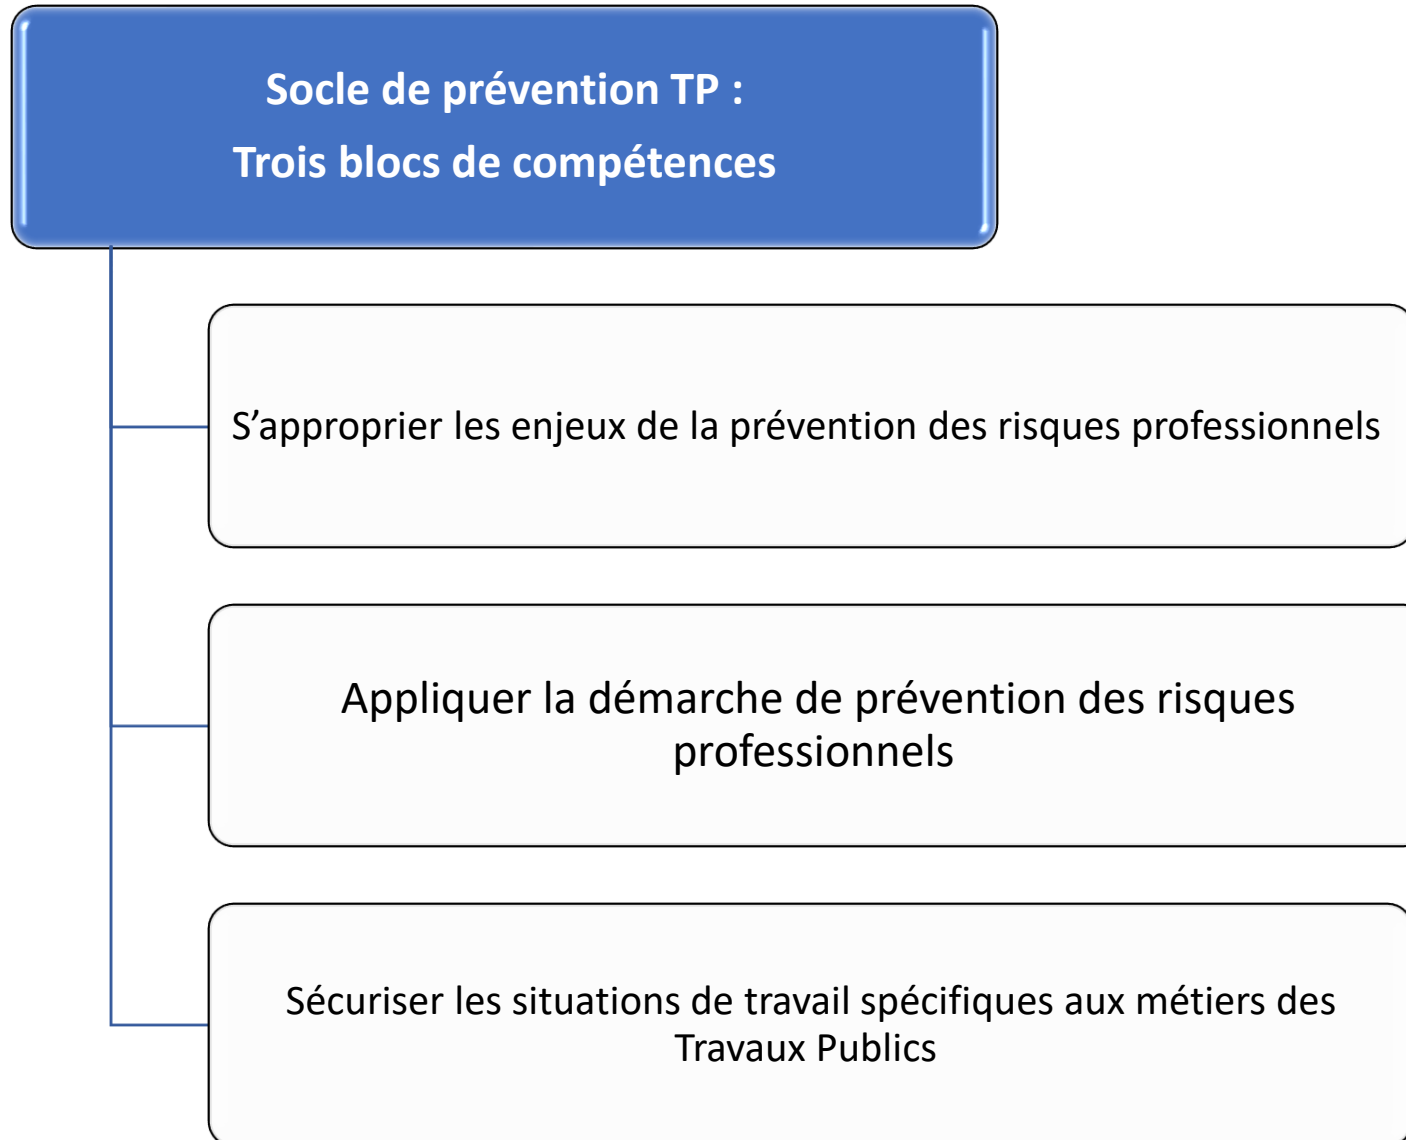 Socle de prévention TP :
Trois blocs de compétences
S’approprier les enjeux de la prévention des risques professionnels
Appliquer la démarche de prévention des risques
professionnels
Sécuriser les situations de travail spécifiques aux métiers des
Travaux Publics